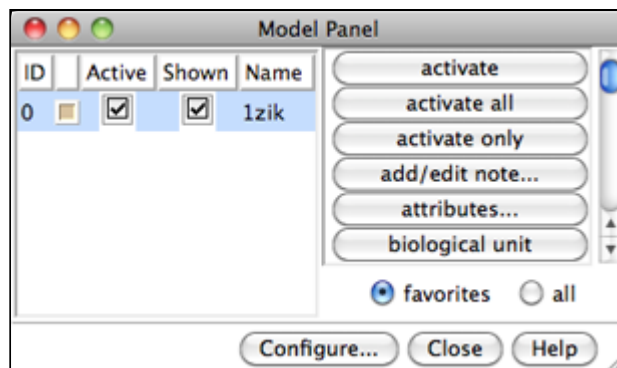 Model Panel
ID Active Shown Name
0 1zik
activate
activate all
activate only
add/edit note...
attributes...
biological unit
favorites all
Configure... Close Help